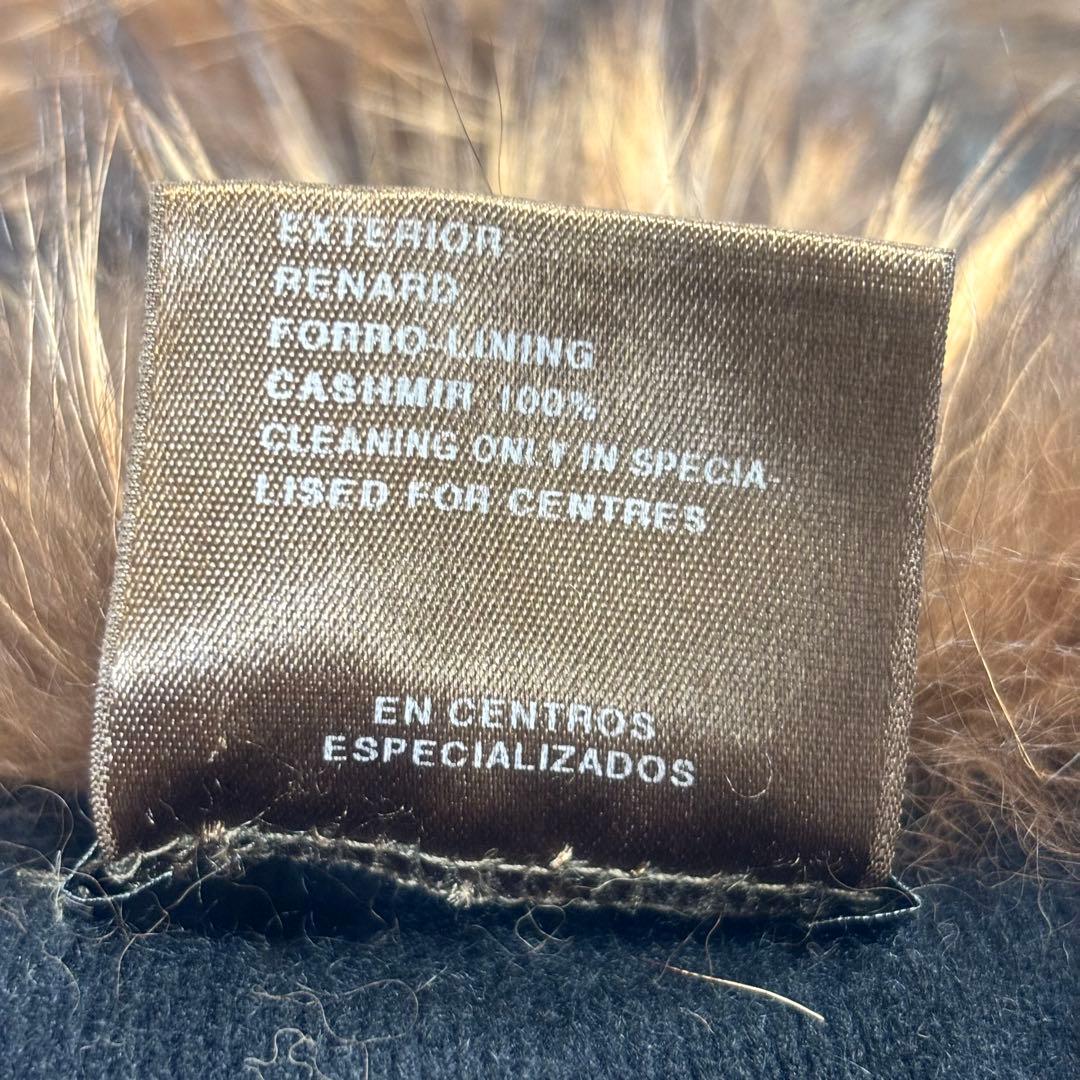 EXTERIOR
RENARD
FORRO-LINING
CASHMIR 100%
CLEANING ONLY IN SPECIA-
LISED FOR CENTRES
EN CENTROS
ESPECIALIZADOS